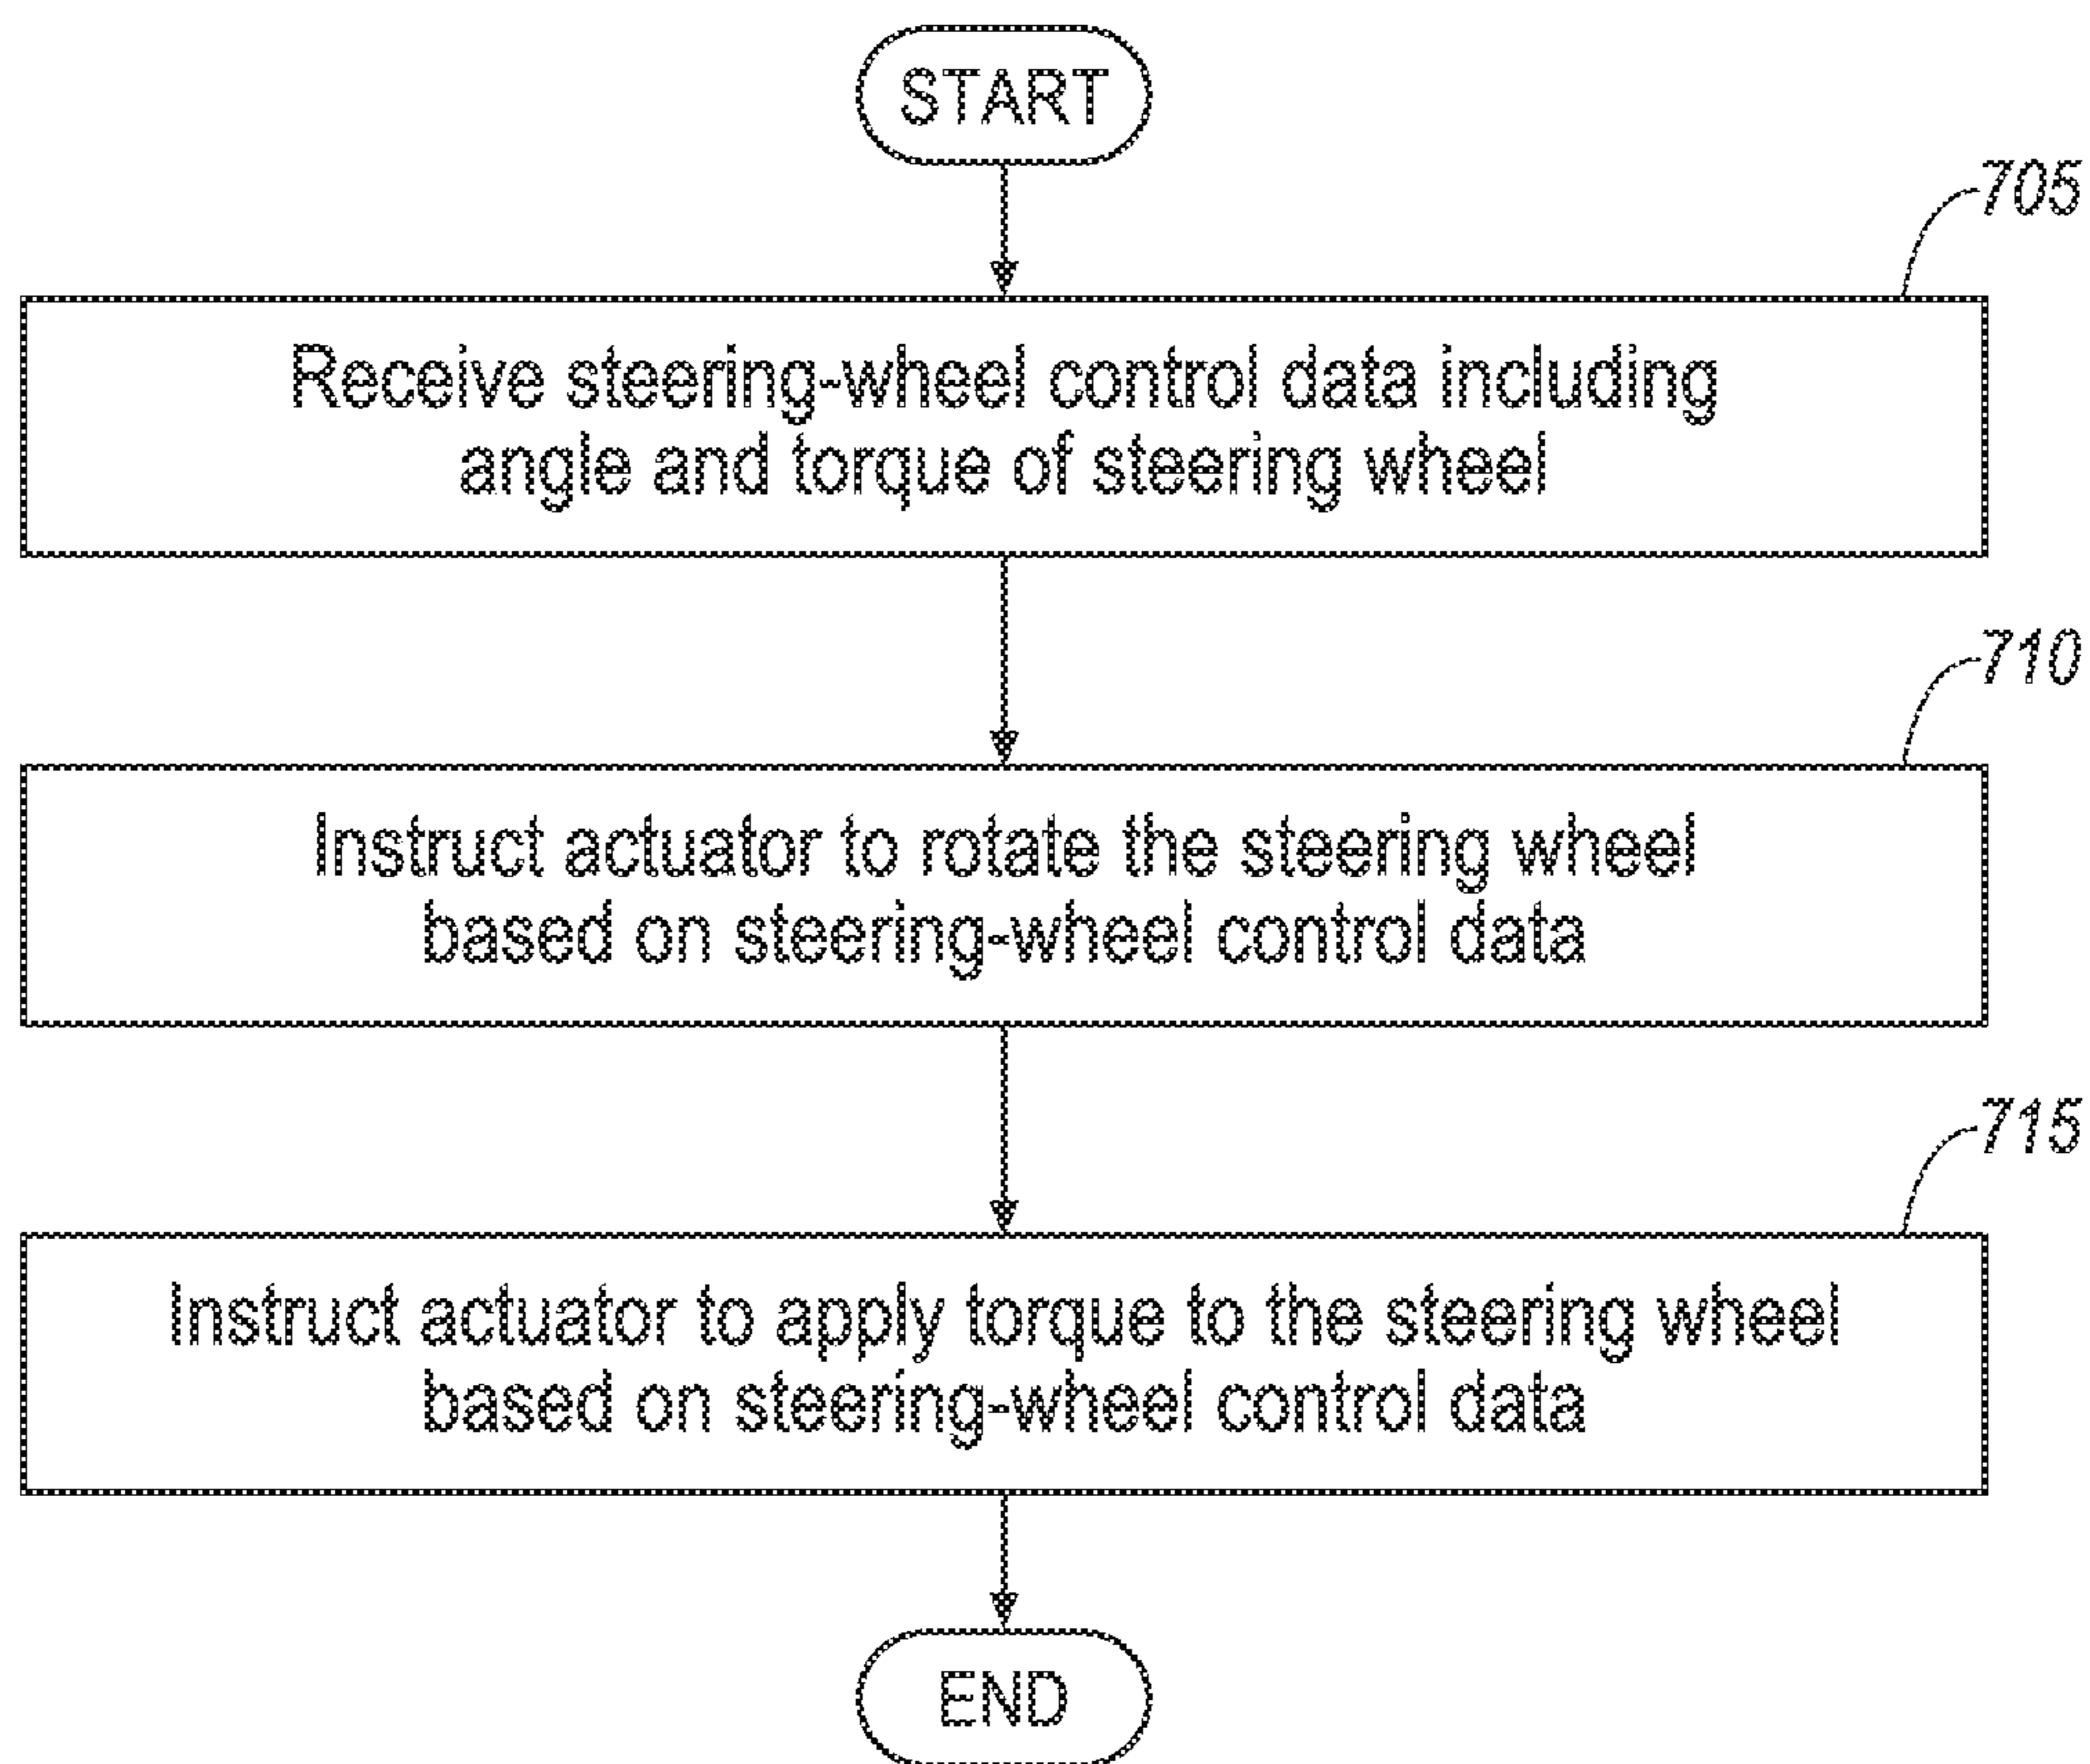 START
705
Receive steering-wheel control data including
angle and torque of steering wheel
710
Instruct actuator to rotate the steering wheel
based on steering-wheel control data
715
Instruct actuator to apply torque to the steering wheel
based on steering-wheel control data
END